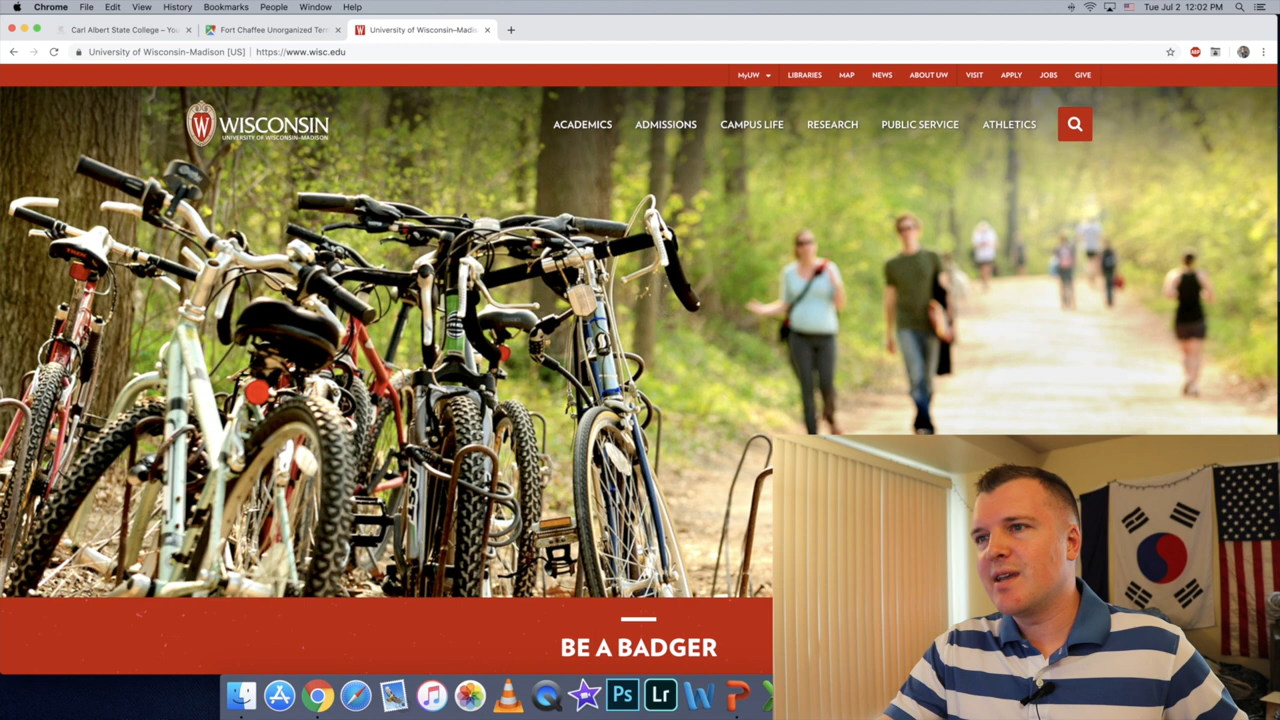 Chrome File Edit View History Bookmarks People Window Help Tue Jul 2 12:02 PM
Carl Albert State College – You Fort Chaffee Unorganized Terr University of Wisconsin–Madis
University of Wisconsin-Madison [US] https://www.wisc.edu ABP
MyUW LIBRARIES MAP NEWS ABOUT UW VISIT APPLY JOBS GIVE
W WISCONSIN
UNIVERSITY OF WISCONSIN–MADISON
ACADEMICS ADMISSIONS CAMPUS LIFE RESEARCH PUBLIC SERVICE ATHLETICS
BE A BADGER
Ps Lr W P X